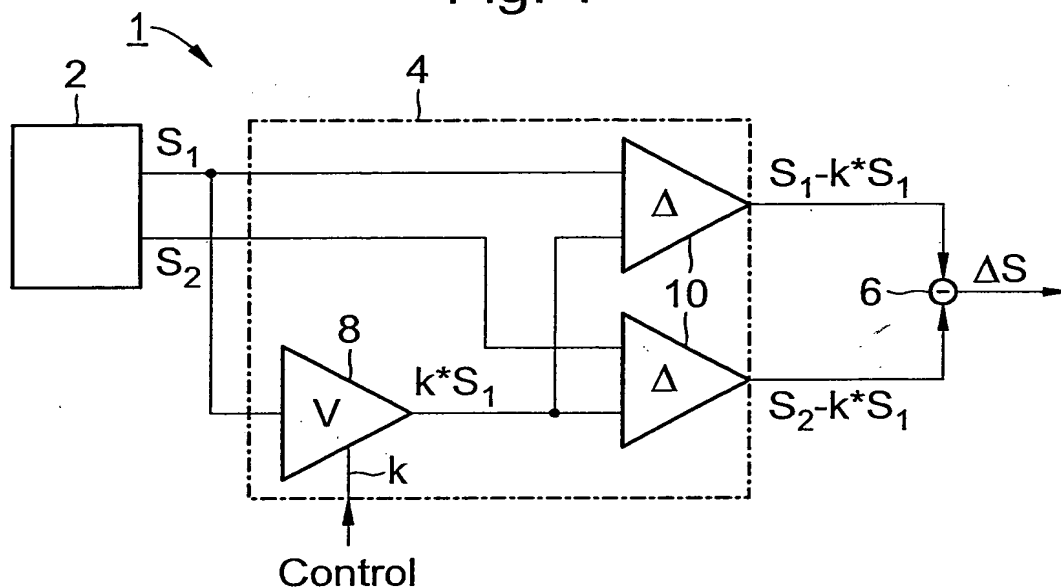 1
2
4
S₁
S₂
Δ
S₁-k*S₁
10
6
-
ΔS
8
V
k*S₁
Δ
S₂-k*S₁
k
Control